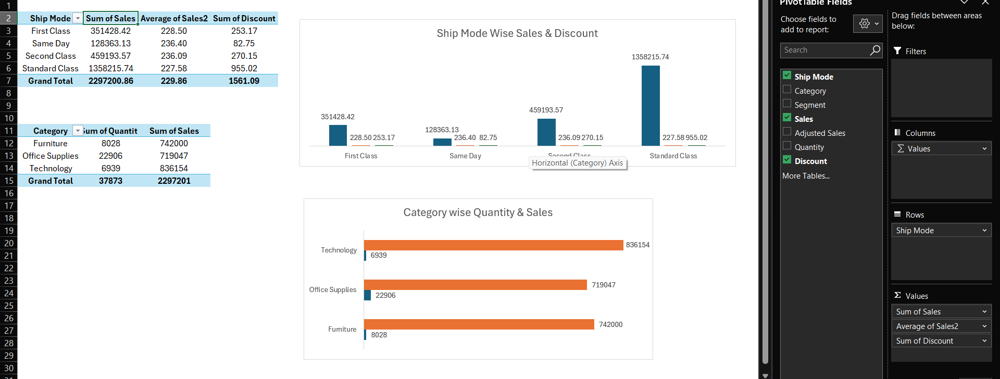 1
2 Ship Mode Sum of Sales Average of Sales2 Sum of Discount
3 First Class 351428.42 228.50 253.17
4 Same Day 128363.13 236.40 82.75
5 Second Class 459193.57 236.09 270.15
6 Standard Class 1358215.74 227.58 955.02
7 Grand Total 2297200.86 229.86 1561.09
8
9
10
11 Category Sum of Quantit Sum of Sales
12 Furniture 8028 742000
13 Office Supplies 22906 719047
14 Technology 6939 836154
15 Grand Total 37873 2297201
16
17
18
19
20
21
22
23
24
25
26
27
28
29
30
Ship Mode Wise Sales & Discount
1358215.74
459193.57
351428.42
128363.13
228.50 253.17 236.40 82.75 236.09 270.15 227.58 955.02
First Class Same Day Second Class Standard Class
Horizontal (Category) Axis
Category wise Quantity & Sales
Technology 836154
6939
Office Supplies 719047
22906
Furniture 742000
8028
PivotTable Fields
Choose fields to
add to report:
Search
Ship Mode
Category
Segment
Sales
Adjusted Sales
Quantity
Discount
More Tables...
Drag fields between areas
below:
Filters
Columns
Σ Values
Rows
Ship Mode
Σ Values
Sum of Sales
Average of Sales2
Sum of Discount